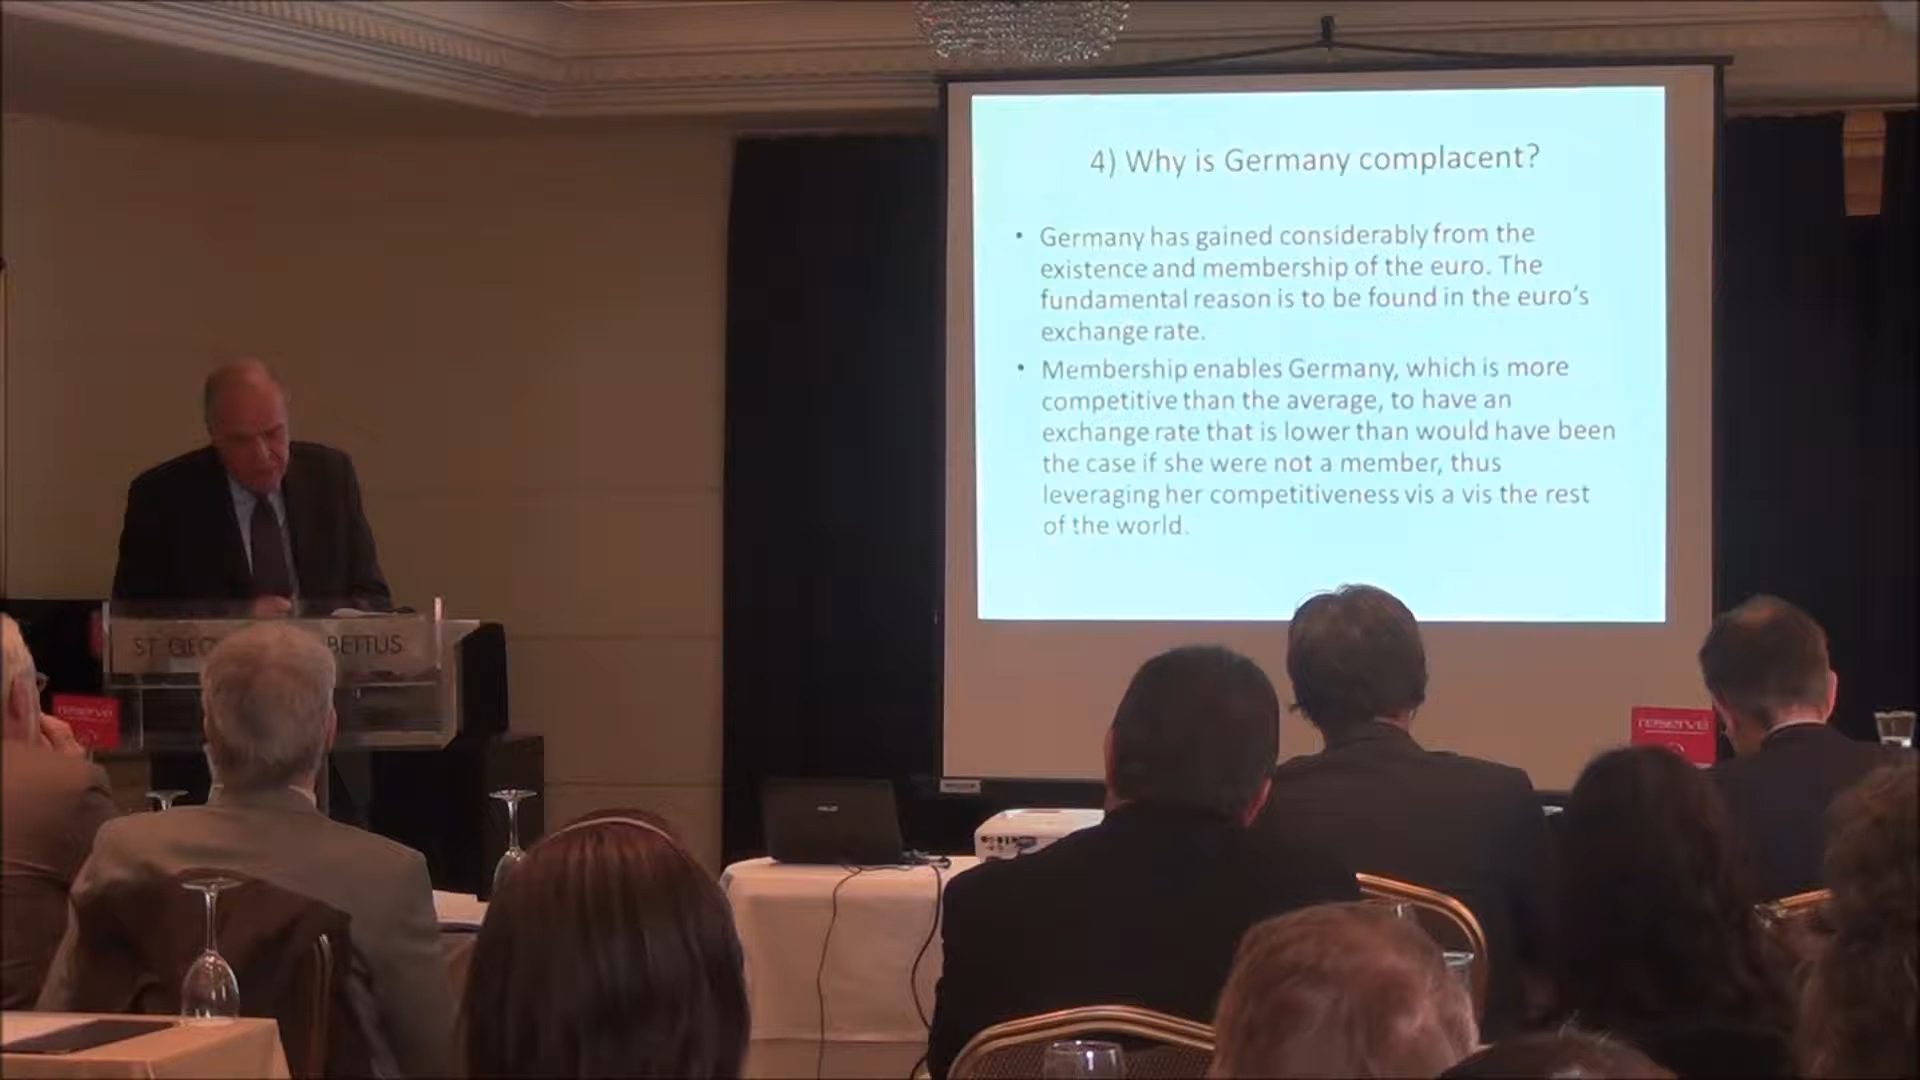 4) Why is Germany complacent?
• Germany has gained considerably from the
existence and membership of the euro. The
fundamental reason is to be found in the euro's
exchange rate.
• Membership enables Germany, which is more
competitive than the average, to have an
exchange rate that is lower than would have been
the case if she were not a member, thus
leveraging her competitiveness vis a vis the rest
of the world.
ST BETTUS
reserve
reserve